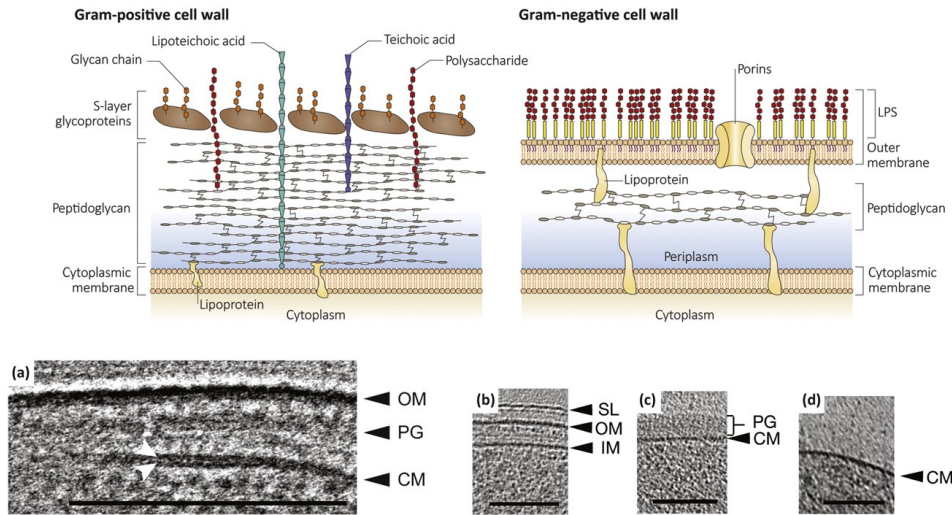 Gram-positive cell wall
Lipoteichoic acid
Teichoic acid
Glycan chain
Polysaccharide
S-layer
glycoproteins
Peptidoglycan
Cytoplasmic
membrane
Lipoprotein
Cytoplasm
Gram-negative cell wall
Porins
LPS
Outer
membrane
Lipoprotein
Peptidoglycan
Periplasm
Cytoplasmic
membrane
Cytoplasm
(a)
OM
PG
CM
(b)
SL
OM
IM
(c)
PG
CM
(d)
CM